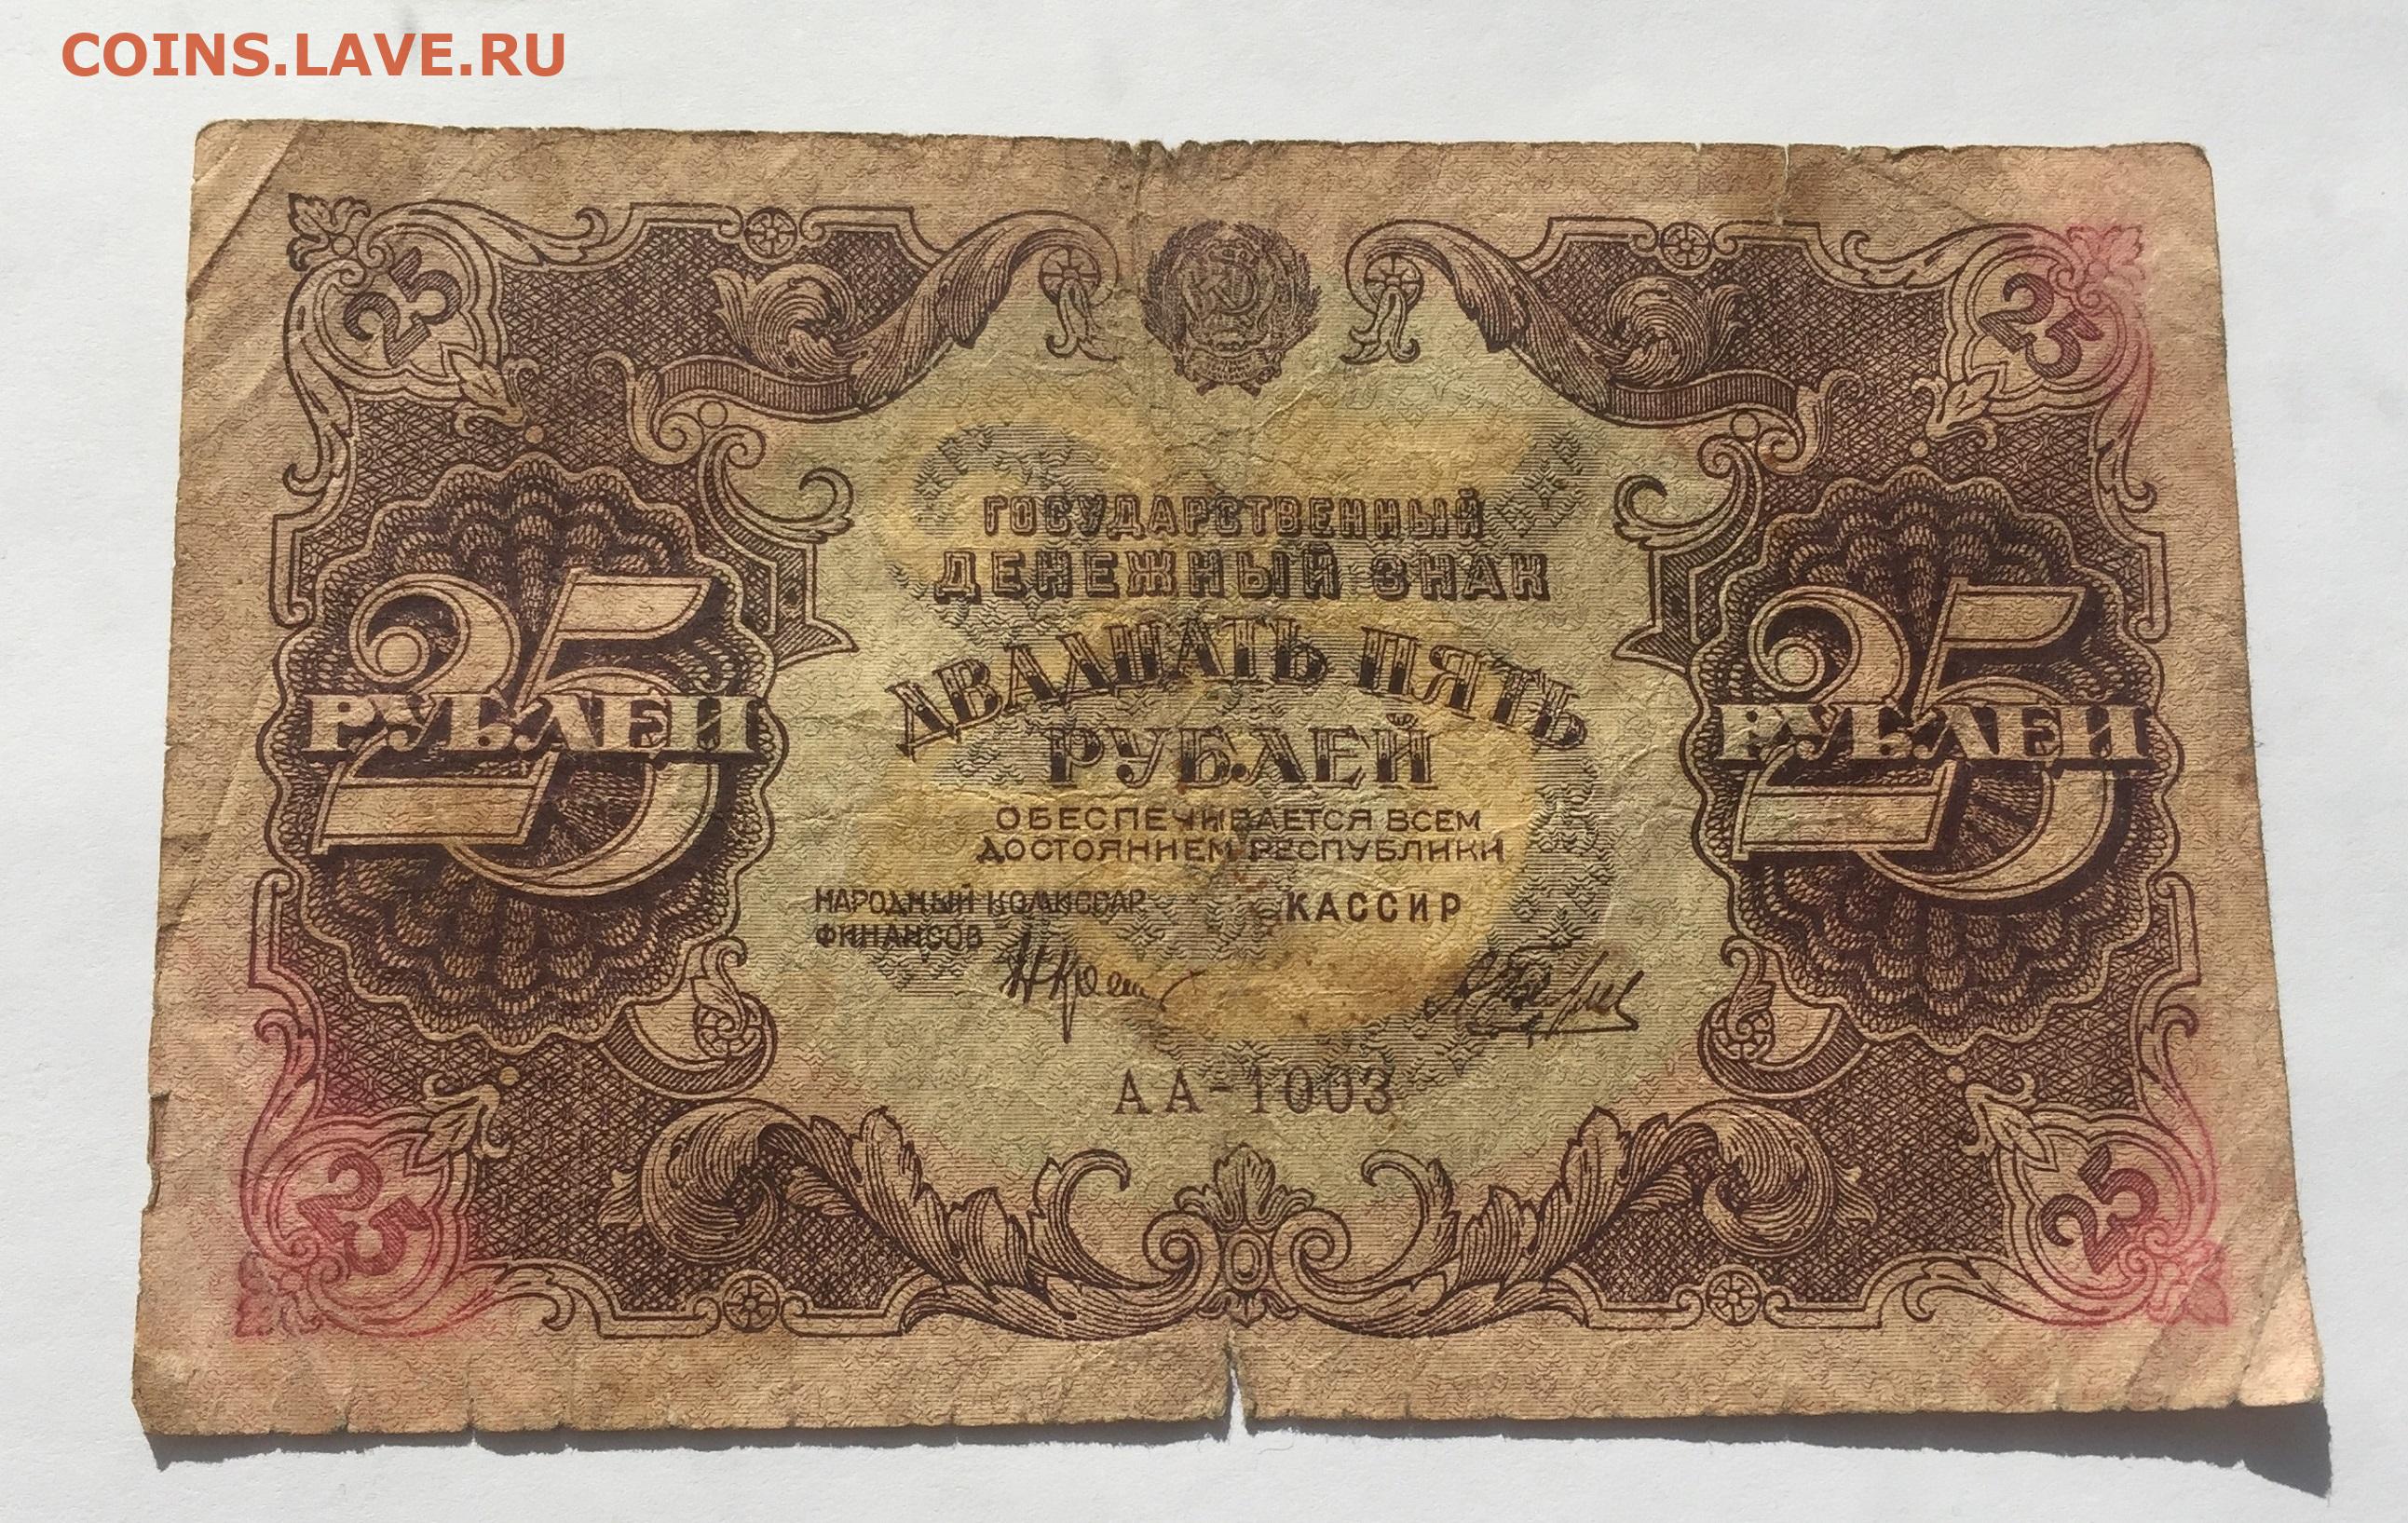 COINS.LAVE.RU
25
25
ГОСУДАРСТВЕННЫЙ
ДЕНЕЖНЫЙ ЗНАК
ДВАДЦАТЬ ПЯТЬ
РУБЛЕЙ
25
РУБЛЕЙ
25
РУБЛЕЙ
ОБЕСПЕЧИВАЕТСЯ ВСЕМ
ДОСТОЯНИЕМ РЕСПУБЛИКИ
НАРОДНЫЙ КОМИССАР
ФИНАНСОВ
КАССИР
АА-1003
25
25